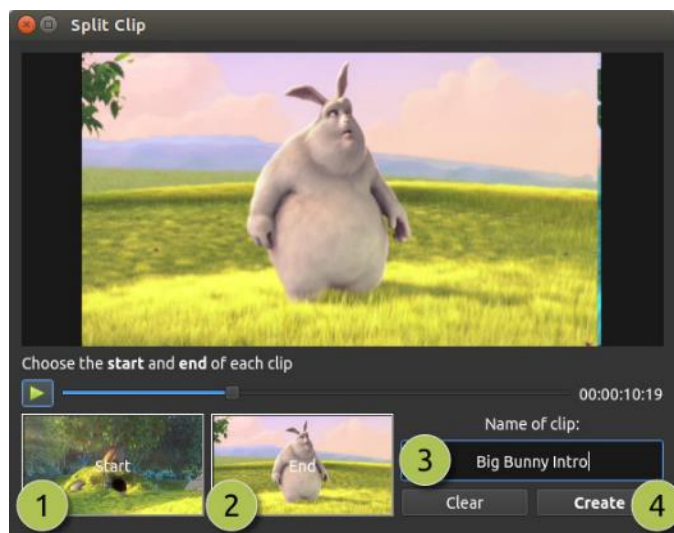 Split Clip
Choose the start and end of each clip
00:00:10:19
Start
End
Name of clip:
Big Bunny Intro
Clear
Create
1
2
3
4